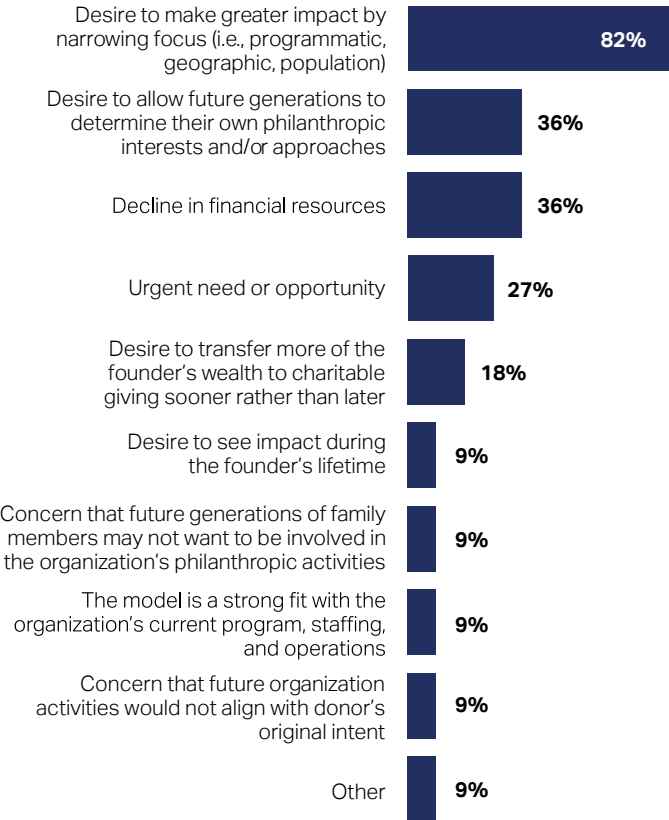 Desire to make greater impact by
narrowing focus (i.e., programmatic,
geographic, population)
82%
Desire to allow future generations to
determine their own philanthropic
interests and/or approaches
36%
Decline in financial resources
36%
Urgent need or opportunity
27%
Desire to transfer more of the
founder’s wealth to charitable
giving sooner rather than later
18%
Desire to see impact during
the founder’s lifetime
9%
Concern that future generations of family
members may not want to be involved in
the organization’s philanthropic activities
9%
The model is a strong fit with the
organization’s current program, staffing,
and operations
9%
Concern that future organization
activities would not align with donor’s
original intent
9%
Other
9%